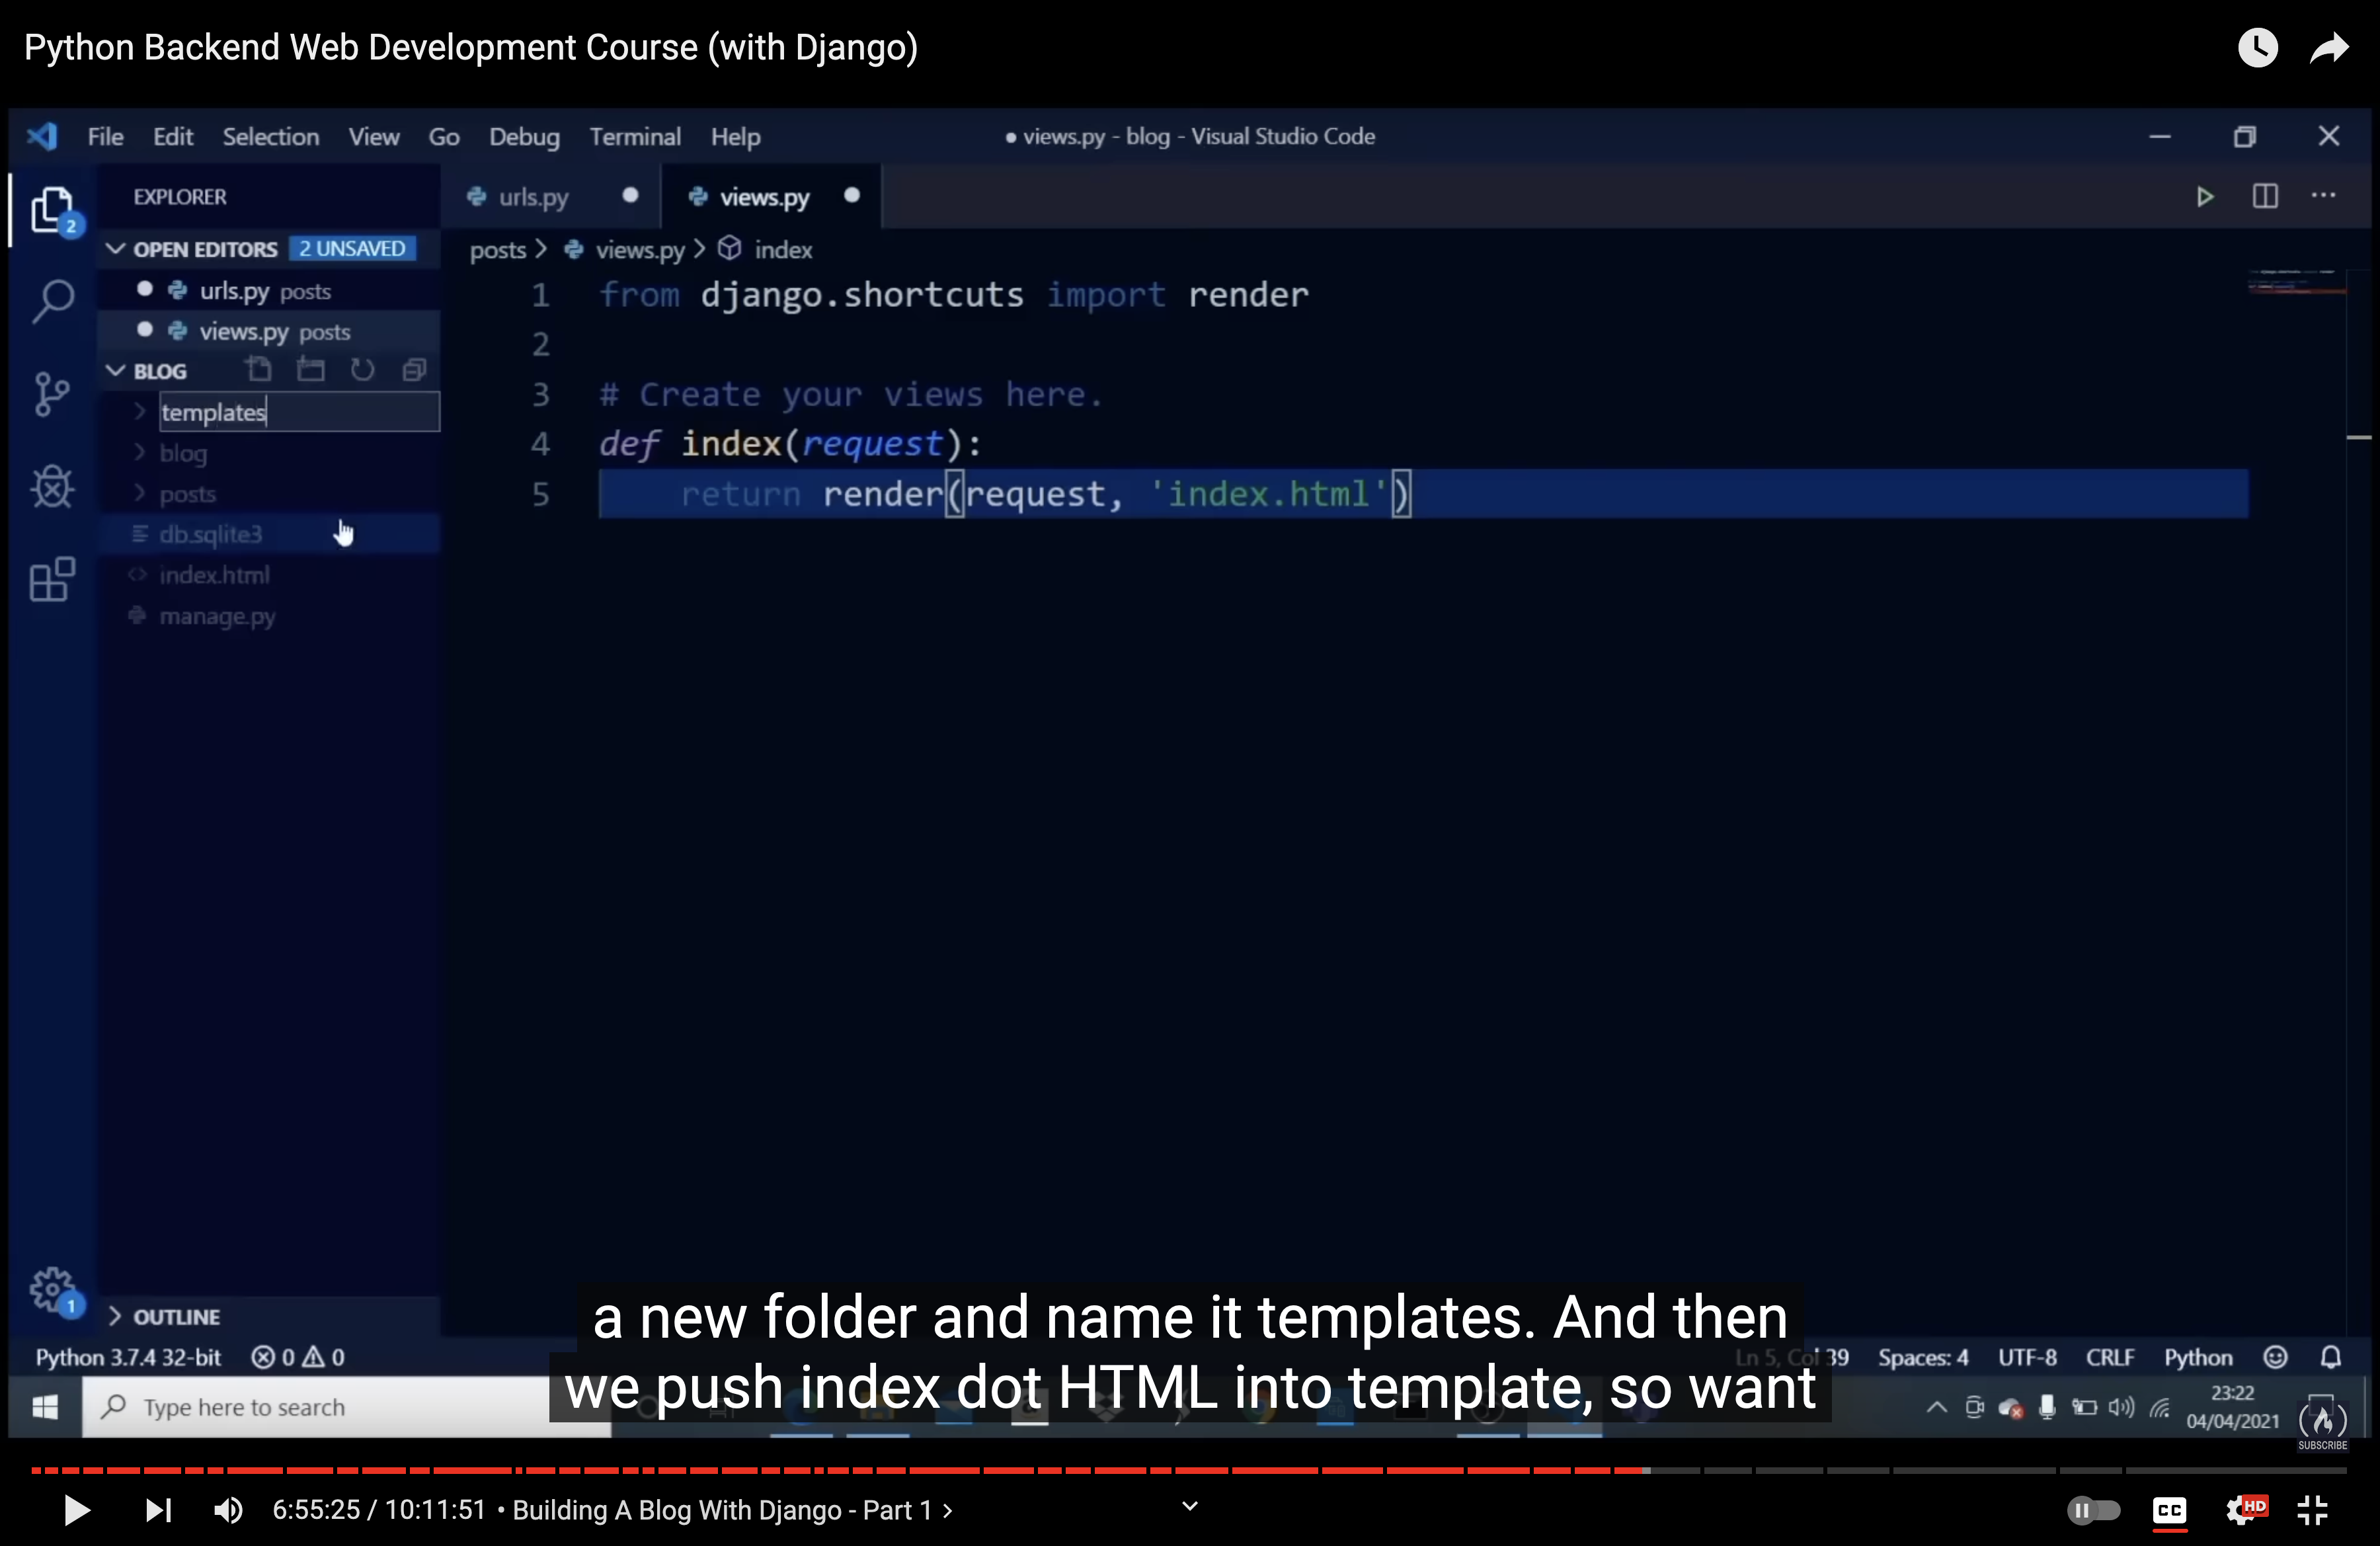 Python Backend Web Development Course (with Django)
File Edit Selection View Go Debug Terminal Help
● views.py - blog - Visual Studio Code
2
EXPLORER
urls.py
views.py
OPEN EDITORS 2 UNSAVED
posts > views.py > index
urls.py posts
views.py posts
BLOG
templates
blog
posts
db.sqlite3
index.html
manage.py
1 from django.shortcuts import render
2
3 # Create your views here.
4 def index(request):
5 return render(request, 'index.html')
1
OUTLINE
a new folder and name it templates. And then
we push index dot HTML into template, so want
Python 3.7.4 32-bit 0 0
Ln 5, Col 39 Spaces: 4 UTF-8 CRLF Python
Type here to search
23:22
04/04/2021
SUBSCRIBE
6:55:25 / 10:11:51 • Building A Blog With Django - Part 1 >
CC
HD